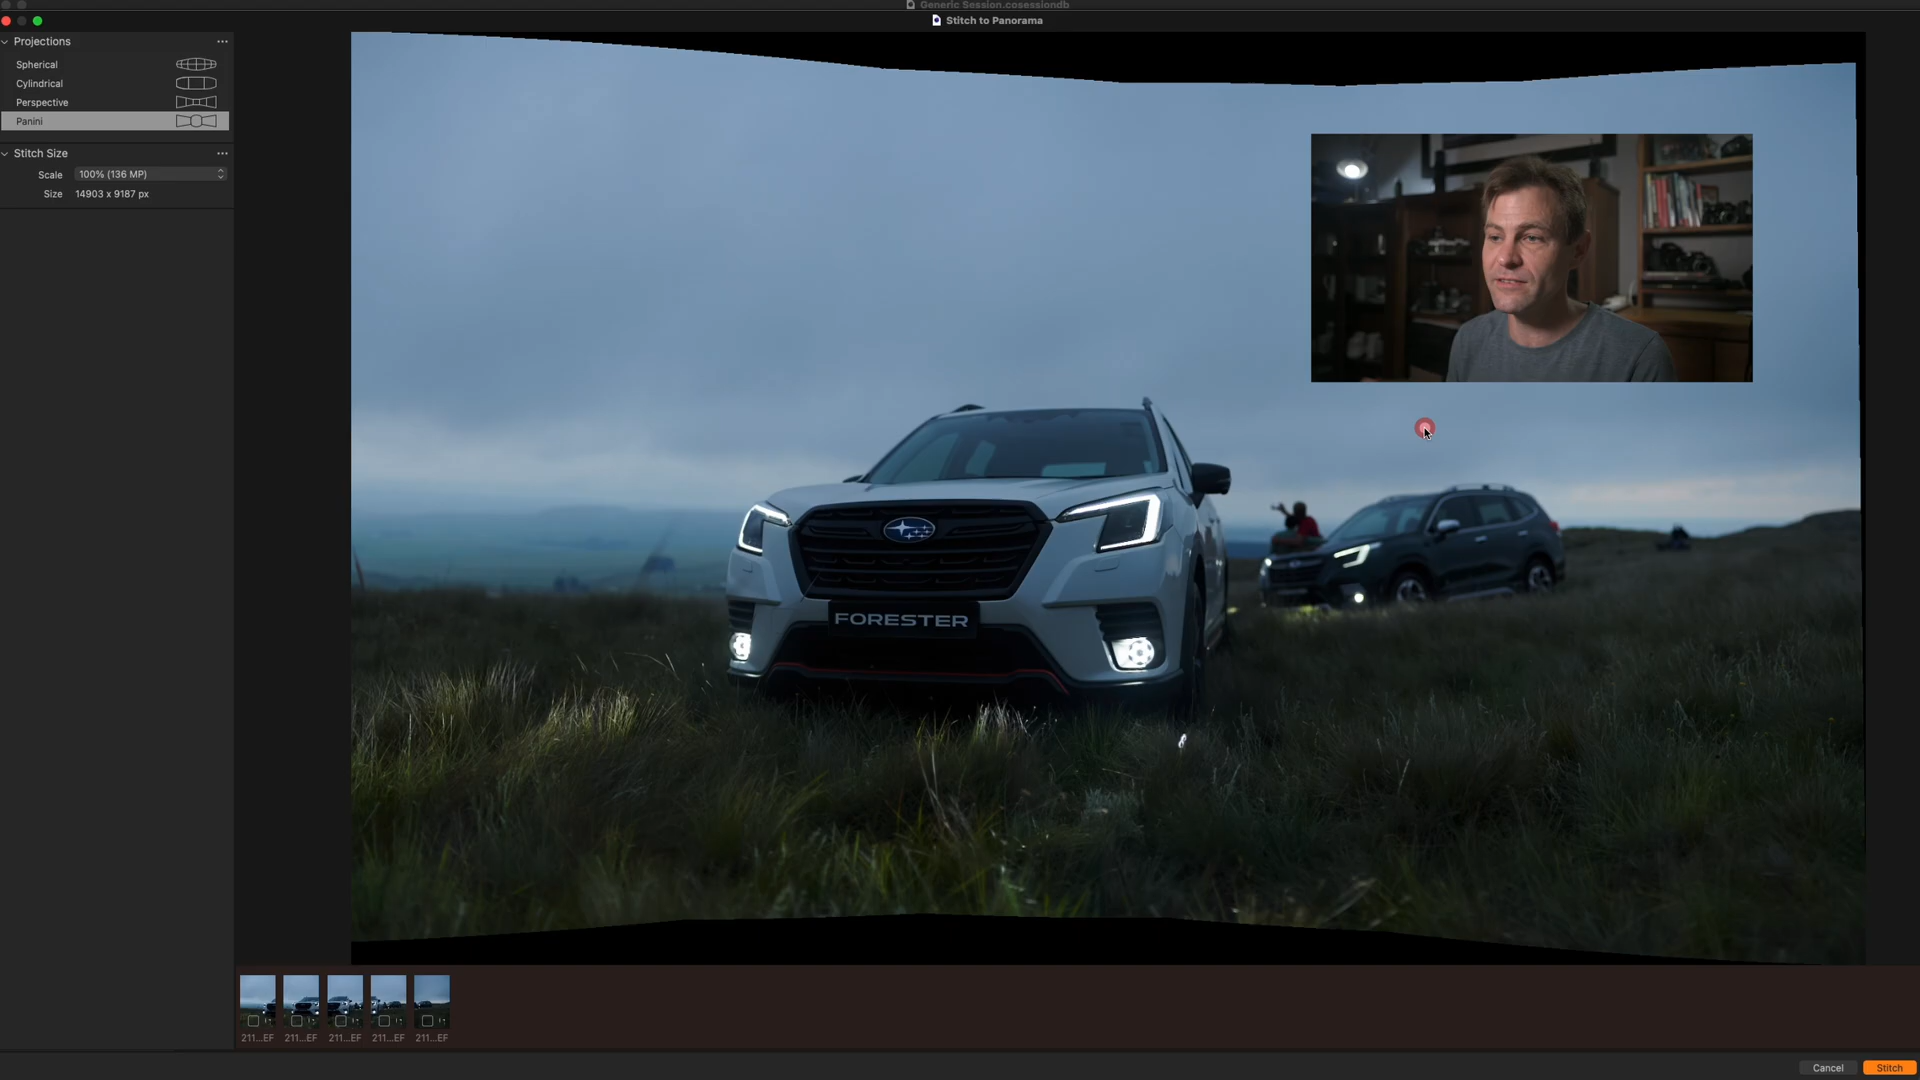 Generic Session.cosessiondb
Stitch to Panorama
Projections
Spherical
Cylindrical
Perspective
Panini
Stitch Size
Scale 100% (136 MP)
Size 14903 x 9187 px
FORESTER
211...EF 211...EF 211...EF 211...EF 211...EF
Cancel Stitch